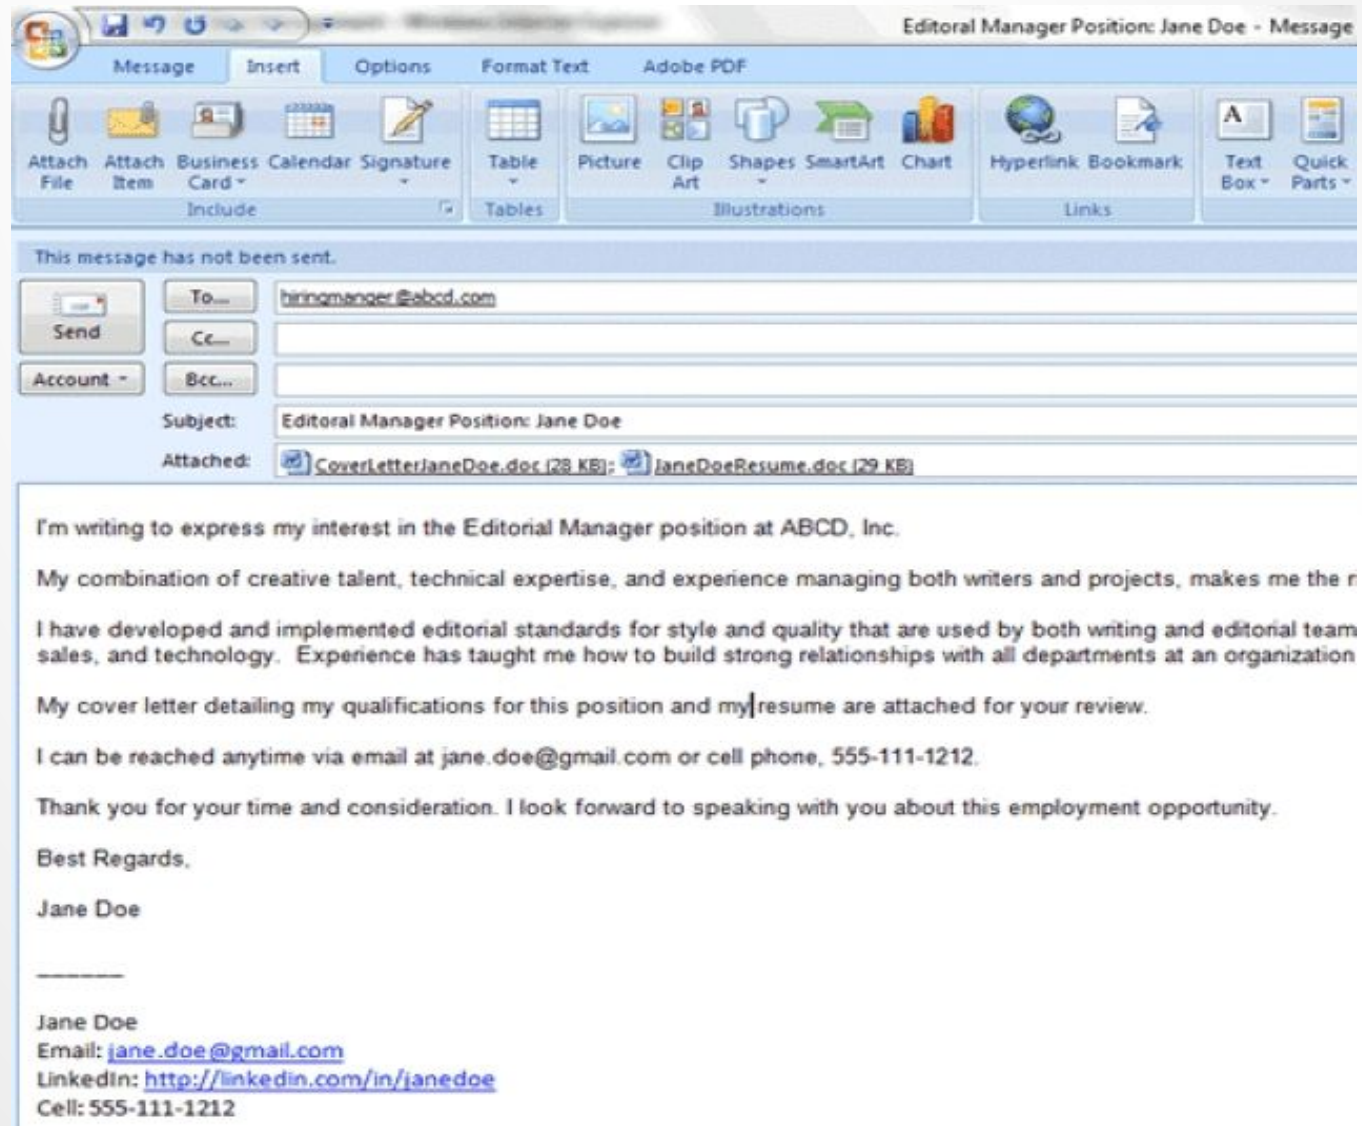 Editoral Manager Position: Jane Doe - Message
Message Insert Options Format Text Adobe PDF
Attach File Attach Item Business Card Calendar Signature Table Picture Clip Art Shapes SmartArt Chart Hyperlink Bookmark Text Box Quick Parts
Include Tables Illustrations Links
This message has not been sent.
Send
To... hiringmanger@abcd.com
Cc...
Account Bcc...
Subject: Editoral Manager Position: Jane Doe
Attached: CoverLetterJaneDoe.doc (28 KB); JaneDoeResume.doc (29 KB)
I'm writing to express my interest in the Editorial Manager position at ABCD, Inc.
My combination of creative talent, technical expertise, and experience managing both writers and projects, makes me the r
I have developed and implemented editorial standards for style and quality that are used by both writing and editorial team
sales, and technology. Experience has taught me how to build strong relationships with all departments at an organization
My cover letter detailing my qualifications for this position and my resume are attached for your review.
I can be reached anytime via email at jane.doe@gmail.com or cell phone, 555-111-1212.
Thank you for your time and consideration. I look forward to speaking with you about this employment opportunity.
Best Regards,
Jane Doe
Jane Doe
Email: jane.doe@gmail.com
LinkedIn: http://linkedin.com/in/janedoe
Cell: 555-111-1212